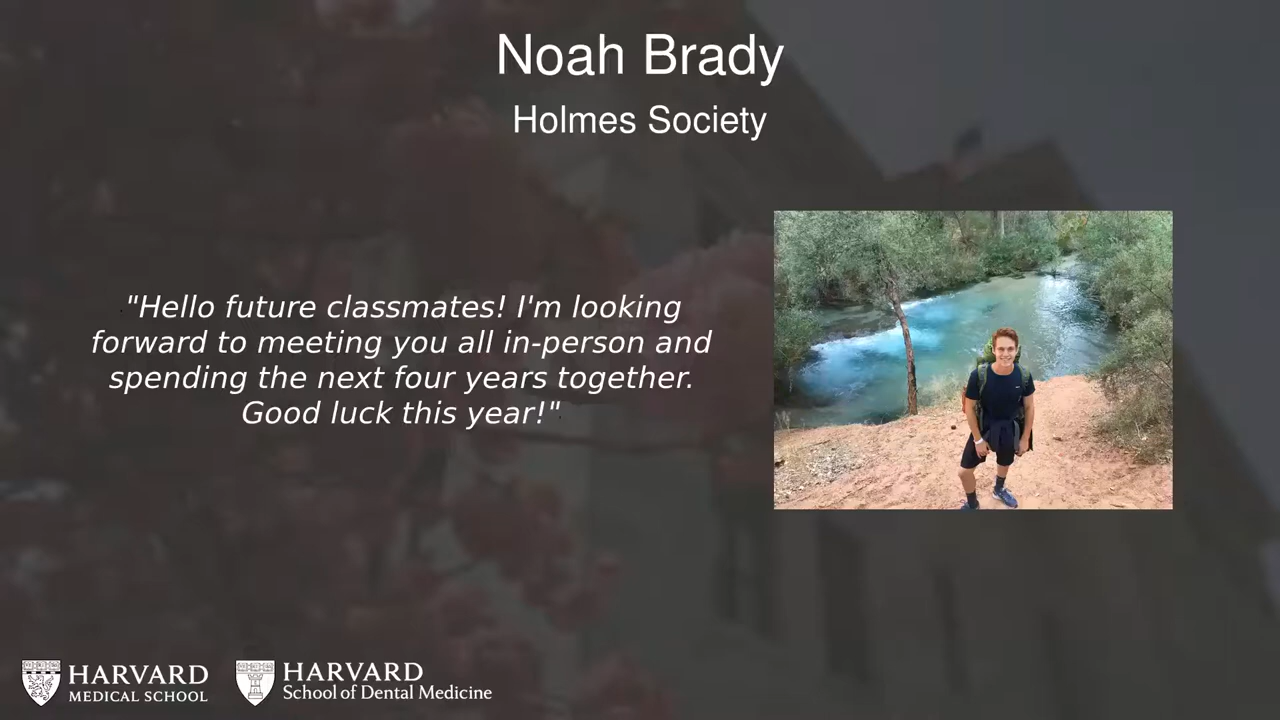 Noah Brady
Holmes Society
"Hello future classmates! I'm looking
forward to meeting you all in-person and
spending the next four years together.
Good luck this year!"
HARVARD
MEDICAL SCHOOL
HARVARD
School of Dental Medicine